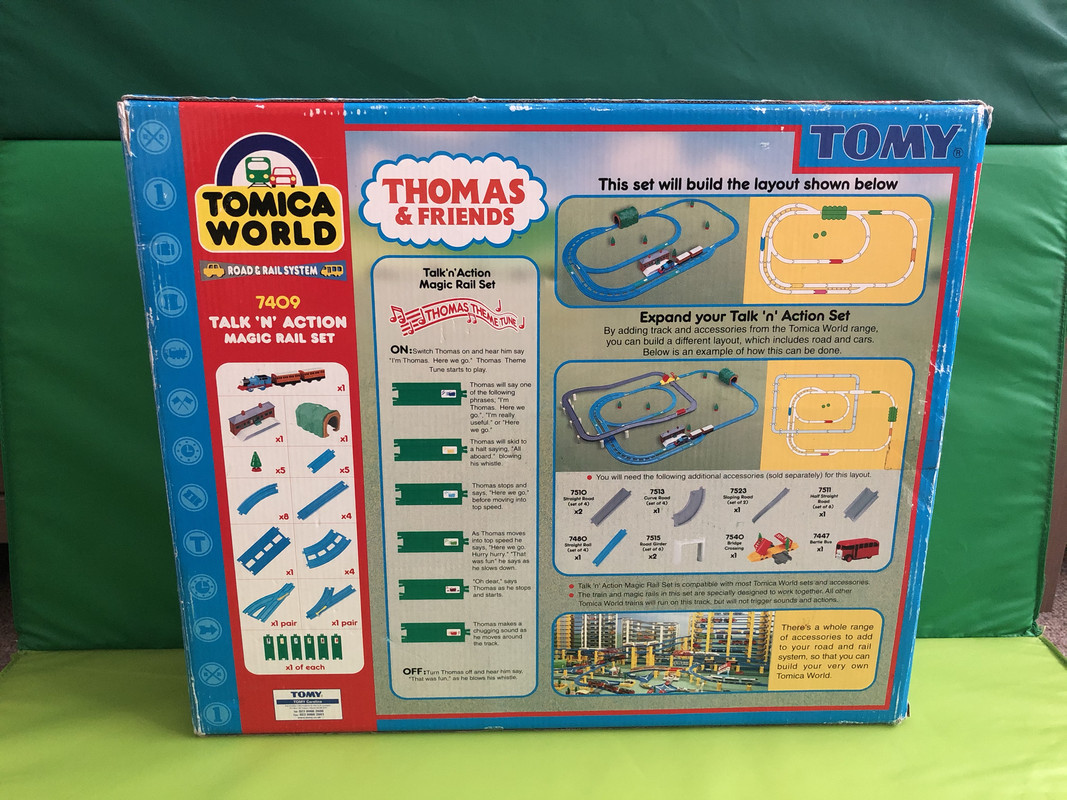 TOMICA
WORLD
ROAD & RAIL SYSTEM
7409
TALK 'N' ACTION
MAGIC RAIL SET
x1
x1
x1
x5
x5
x8
x4
x1
x4
x1 pair
x1 pair
x1 of each
TOMY
THOMAS
& FRIENDS
Talk'n'Action
Magic Rail Set
THOMAS THEME TUNE
ON: Switch Thomas on and hear him say
"I'm Thomas. Here we go." Thomas Theme
Tune starts to play.
Thomas will say one
of the following
phrases; "I'm
Thomas. Here we
go", "I'm really
useful." or "Here
we go."
Thomas will skid to
a halt saying, "All
aboard." blowing
his whistle.
Thomas stops and
says, "Here we go."
before moving into
top speed.
As Thomas moves
into top speed he
says, "Here we go.
Hurry hurry." "That
was fun" he says as
he slows down.
"Oh dear," says
Thomas as he stops
and starts.
Thomas makes a
chugging sound as
he moves around
the track.
OFF: Turn Thomas off and hear him say,
"That was fun," as he blows his whistle.
TOMY
This set will build the layout shown below
Expand your Talk 'n' Action Set
By adding track and accessories from the Tomica World range,
you can build a different layout, which includes road and cars.
Below is an example of how this can be done.
You will need the following additional accessories (sold separately) for this layout.
7510
Straight Road
(set of 4)
x2
7513
Curve Road
(set of 4)
x1
7523
Sloping Road
(set of 2)
x1
7511
Half Straight
Road
x1
7480
Straight Rail
(set of 4)
x1
7515
Road Girder
x2
7540
Bridge
Crossing
x1
7447
Bertie Bus
x1
Talk 'n' Action Magic Rail Set is compatible with most Tomica World sets and accessories.
The train and magic rails in this set are specially designed to work together. All other
Tomica World trains will run on this track, but will not trigger sounds and actions.
There's a whole range
of accessories to add
to your road and rail
system, so that you can
build your very own
Tomica World.